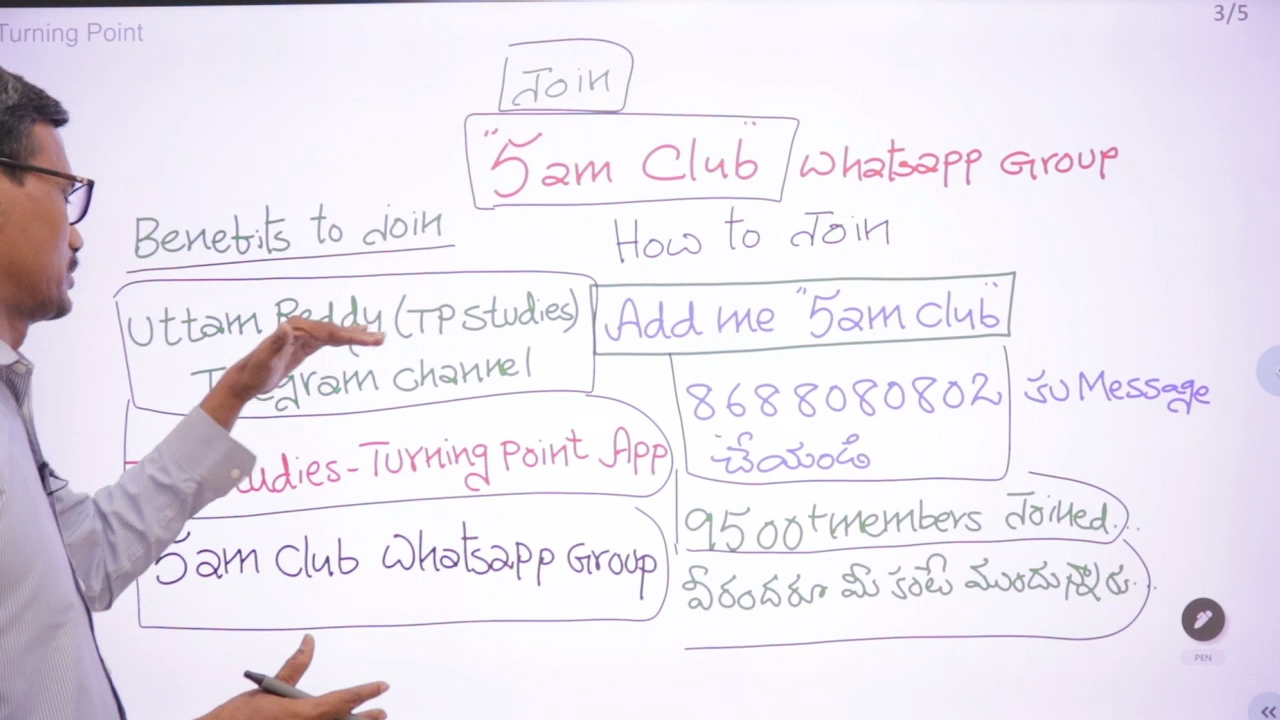 Turning Point
3/5
Join
"5am Club" Whatsapp Group
Benefits to Join
Uttam Reddy (TP Studies)
Telegram channel
Studies-Turning Point App
5am Club Whatsapp Group
How to Join
Add me "5am club"
8688080802 కు Message
చేయండి
9500+ members Joined...
వీరందరూ మీ కంటే ముందున్నారు...
PEN